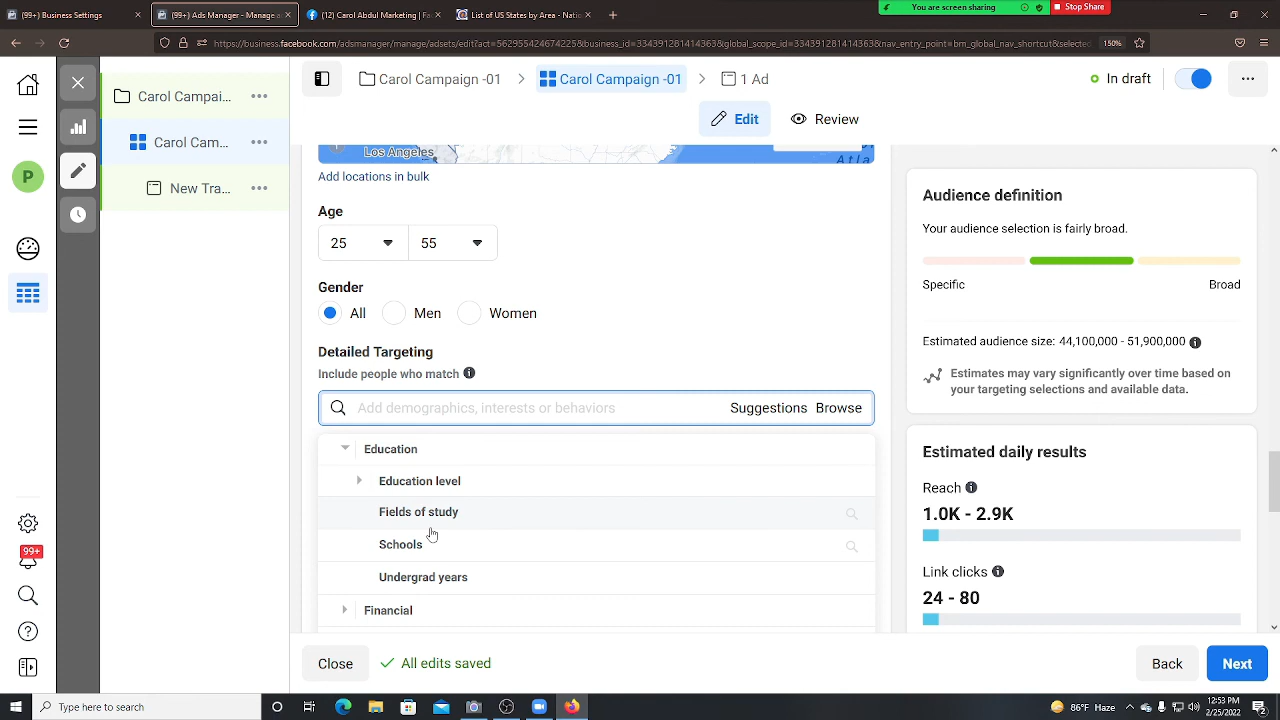 (99+) Business Setting
(99+) Ads Manager - Manage a
(20+) Marketing Funnels & Fa
List of US States by Area - Natio
You are screen sharing
Stop Share
https://business.facebook.com/adsmanager/manage/assets/edit?act=562955424674225&business_id=334391281414363&global_scope_id=334391281414363&nav_entry_point=bm_global_nav_shortcut&selected
150%
Carol Campaign -01
Carol Campaign -01
1 Ad
In draft
Carol Campai...
Edit
Review
Carol Cam...
New Tra...
P
Los Angeles
Atla
Add locations in bulk
Age
25
55
Gender
All
Men
Women
Detailed Targeting
Include people who match
Add demographics, interests or behaviors
Suggestions
Browse
Education
Education level
Fields of study
Schools
Undergrad years
Financial
Audience definition
Your audience selection is fairly broad.
Specific
Broad
Estimated audience size: 44,100,000 - 51,900,000
Estimates may vary significantly over time based on
your targeting selections and available data.
Estimated daily results
Reach
1.0K - 2.9K
Link clicks
24 - 80
99+
Close
All edits saved
Back
Next
Type here to search
86°F Haze
12:53 PM
2/25/2022